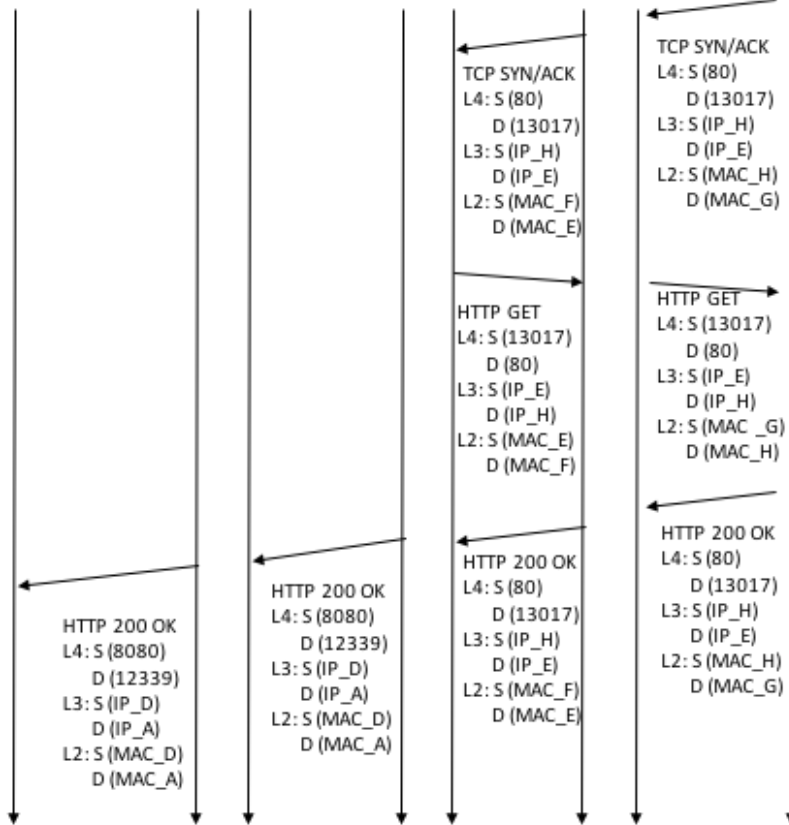 TCP SYN/ACK
L4: S (80)
D (13017)
L3: S (IP_H)
D (IP_E)
L2: S (MAC_F)
D (MAC_E)
TCP SYN/ACK
L4: S (80)
D (13017)
L3: S (IP_H)
D (IP_E)
L2: S (MAC_H)
D (MAC_G)
HTTP GET
L4: S (13017)
D (80)
L3: S (IP_E)
D (IP_H)
L2: S (MAC_E)
D (MAC_F)
HTTP GET
L4: S (13017)
D (80)
L3: S (IP_E)
D (IP_H)
L2: S (MAC _G)
D (MAC_H)
HTTP 200 OK
L4: S (8080)
D (12339)
L3: S (IP_D)
D (IP_A)
L2: S (MAC_D)
D (MAC_A)
HTTP 200 OK
L4: S (8080)
D (12339)
L3: S (IP_D)
D (IP_A)
L2: S (MAC_D)
D (MAC_A)
HTTP 200 OK
L4: S (80)
D (13017)
L3: S (IP_H)
D (IP_E)
L2: S (MAC_F)
D (MAC_E)
HTTP 200 OK
L4: S (80)
D (13017)
L3: S (IP_H)
D (IP_E)
L2: S (MAC_H)
D (MAC_G)